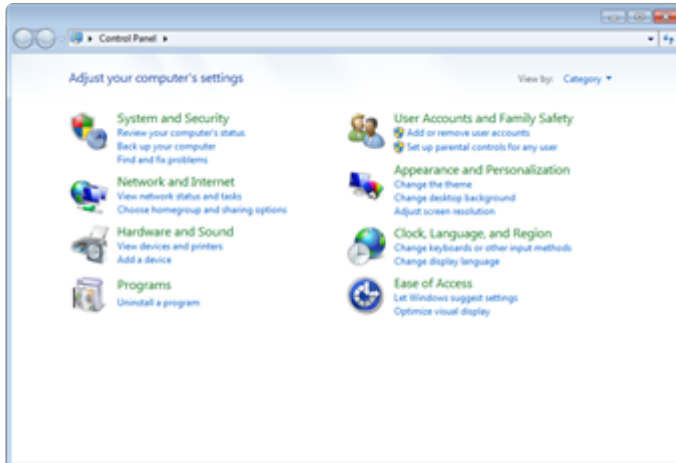 Control Panel
Adjust your computer's settings
View by: Category
System and Security
Review your computer's status
Back up your computer
Find and fix problems
Network and Internet
View network status and tasks
Choose homegroup and sharing options
Hardware and Sound
View devices and printers
Add a device
Programs
Uninstall a program
User Accounts and Family Safety
Add or remove user accounts
Set up parental controls for any user
Appearance and Personalization
Change the theme
Change desktop background
Adjust screen resolution
Clock, Language, and Region
Change keyboards or other input methods
Change display language
Ease of Access
Let Windows suggest settings
Optimize visual display